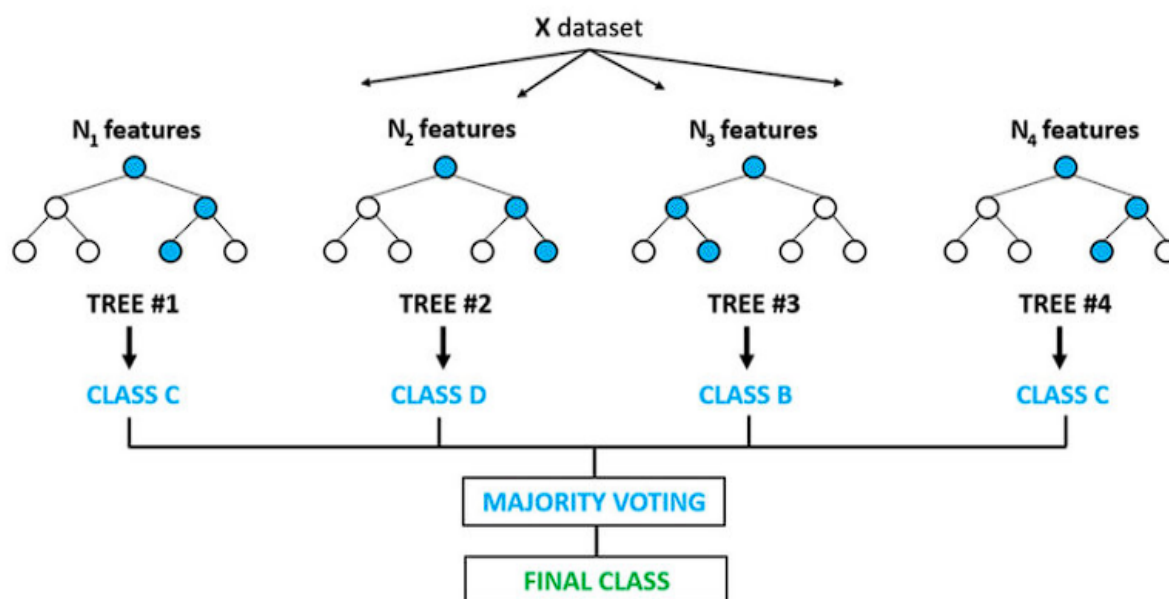 X dataset
N₁ features N₂ features N₃ features N₄ features
TREE #1 TREE #2 TREE #3 TREE #4
CLASS C CLASS D CLASS B CLASS C
MAJORITY VOTING
FINAL CLASS